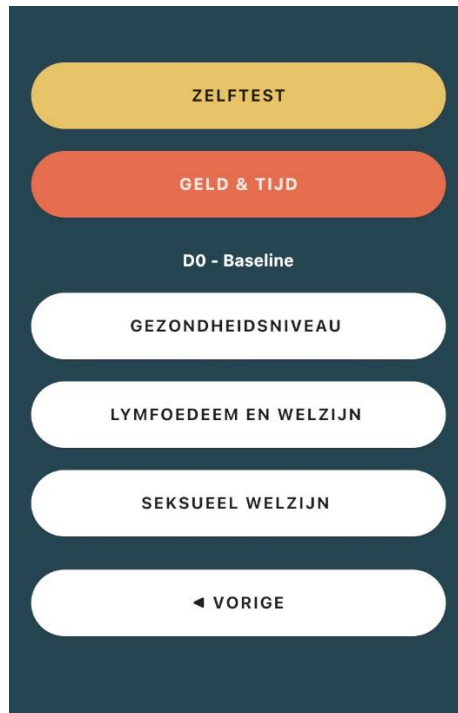 ZELFTEST
GELD & TIJD
D0 - Baseline
GEZONDHEIDSNIVEAU
LYMFOEDEEM EN WELZIJN
SEKSUEEL WELZIJN
◄ VORIGE